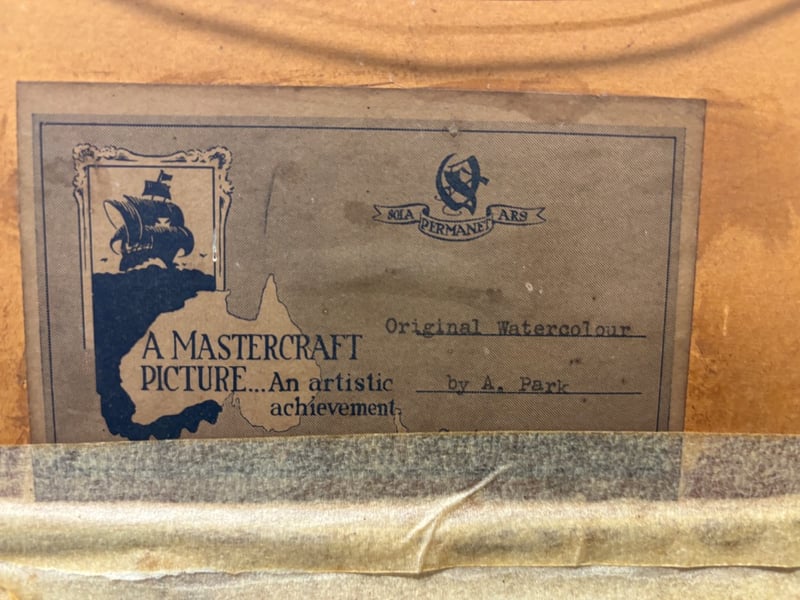 SOLA PERMANET ARS
Original Watercolour
by A. Park
A MASTERCRAFT
PICTURE...An artistic
achievement.